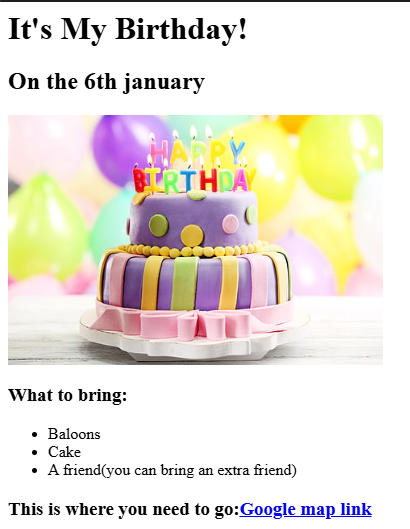 It's My Birthday!
On the 6th january
HAPPY
BIRTHDAY
What to bring:
Baloons
Cake
A friend(you can bring an extra friend)
This is where you need to go:Google map link